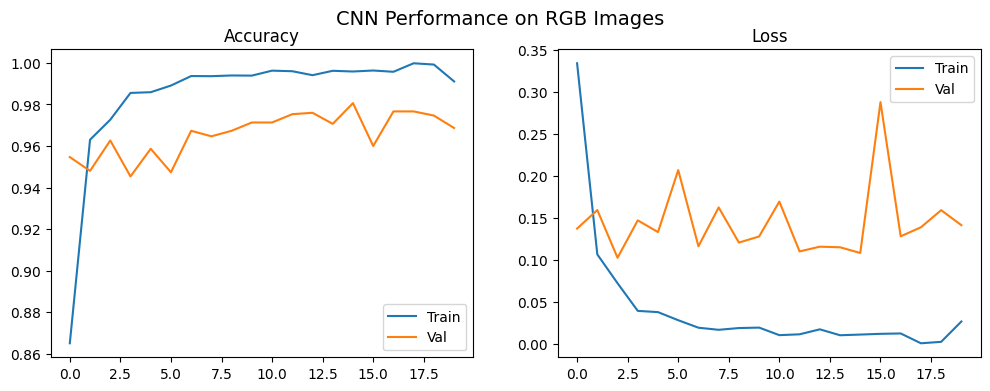 CNN Performance on RGB Images
Accuracy
1.00
0.98
0.96
0.94
0.92
0.90
0.88
0.86
0.0 2.5 5.0 7.5 10.0 12.5 15.0 17.5
Train
Val
Loss
0.35
0.30
0.25
0.20
0.15
0.10
0.05
0.00
0.0 2.5 5.0 7.5 10.0 12.5 15.0 17.5
Train
Val